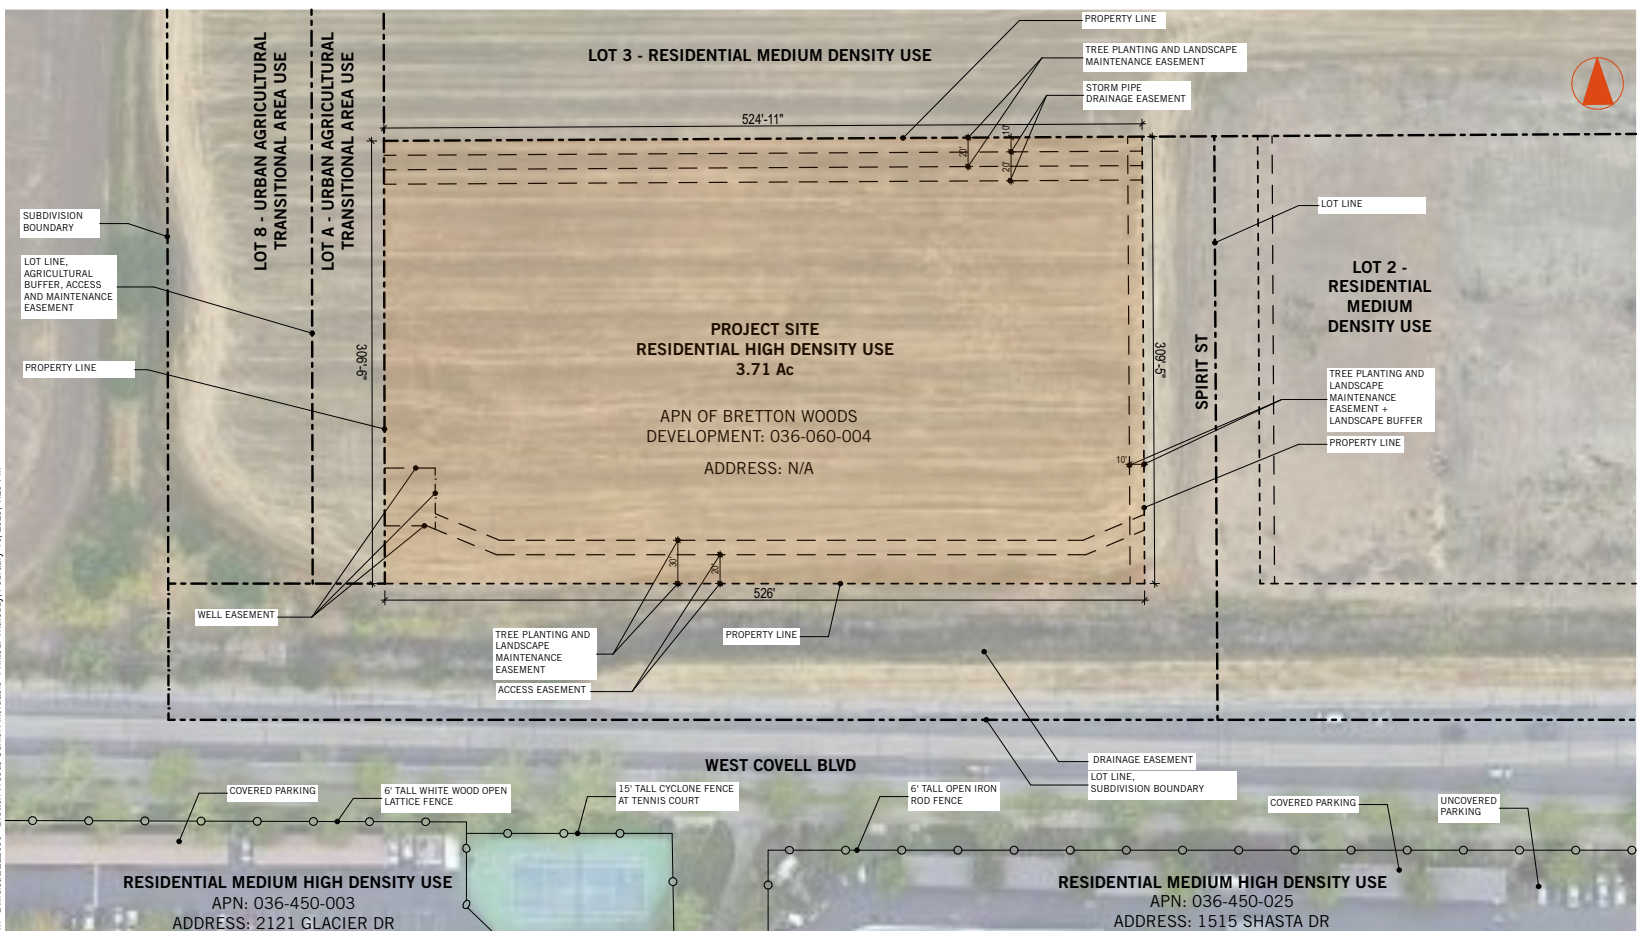 PROPERTY LINE
LOT 3 - RESIDENTIAL MEDIUM DENSITY USE
TREE PLANTING AND LANDSCAPE
MAINTENANCE EASEMENT
STORM PIPE
DRAINAGE EASEMENT
LOT 8 - URBAN AGRICULTURAL
TRANSITIONAL AREA USE
LOT A - URBAN AGRICULTURAL
TRANSITIONAL AREA USE
524'-11"
10'
20'
20'
SUBDIVISION
BOUNDARY
LOT LINE,
AGRICULTURAL
BUFFER, ACCESS
AND MAINTENANCE
EASEMENT
PROPERTY LINE
306'-6"
PROJECT SITE
RESIDENTIAL HIGH DENSITY USE
3.71 Ac
APN OF BRETTON WOODS
DEVELOPMENT: 036-060-004
ADDRESS: N/A
309'-5"
SPIRIT ST
LOT LINE
LOT 2 -
RESIDENTIAL
MEDIUM
DENSITY USE
TREE PLANTING AND
LANDSCAPE
MAINTENANCE
EASEMENT +
LANDSCAPE BUFFER
10'
PROPERTY LINE
30'
20'
526'
WELL EASEMENT
TREE PLANTING AND
LANDSCAPE
MAINTENANCE
EASEMENT
PROPERTY LINE
ACCESS EASEMENT
WEST COVELL BLVD
DRAINAGE EASEMENT
LOT LINE,
SUBDIVISION BOUNDARY
COVERED PARKING
6' TALL WHITE WOOD OPEN
LATTICE FENCE
15' TALL CYCLONE FENCE
AT TENNIS COURT
6' TALL OPEN IRON
ROD FENCE
COVERED PARKING
UNCOVERED
PARKING
RESIDENTIAL MEDIUM HIGH DENSITY USE
APN: 036-450-003
ADDRESS: 2121 GLACIER DR
RESIDENTIAL MEDIUM HIGH DENSITY USE
APN: 036-450-025
ADDRESS: 1515 SHASTA DR